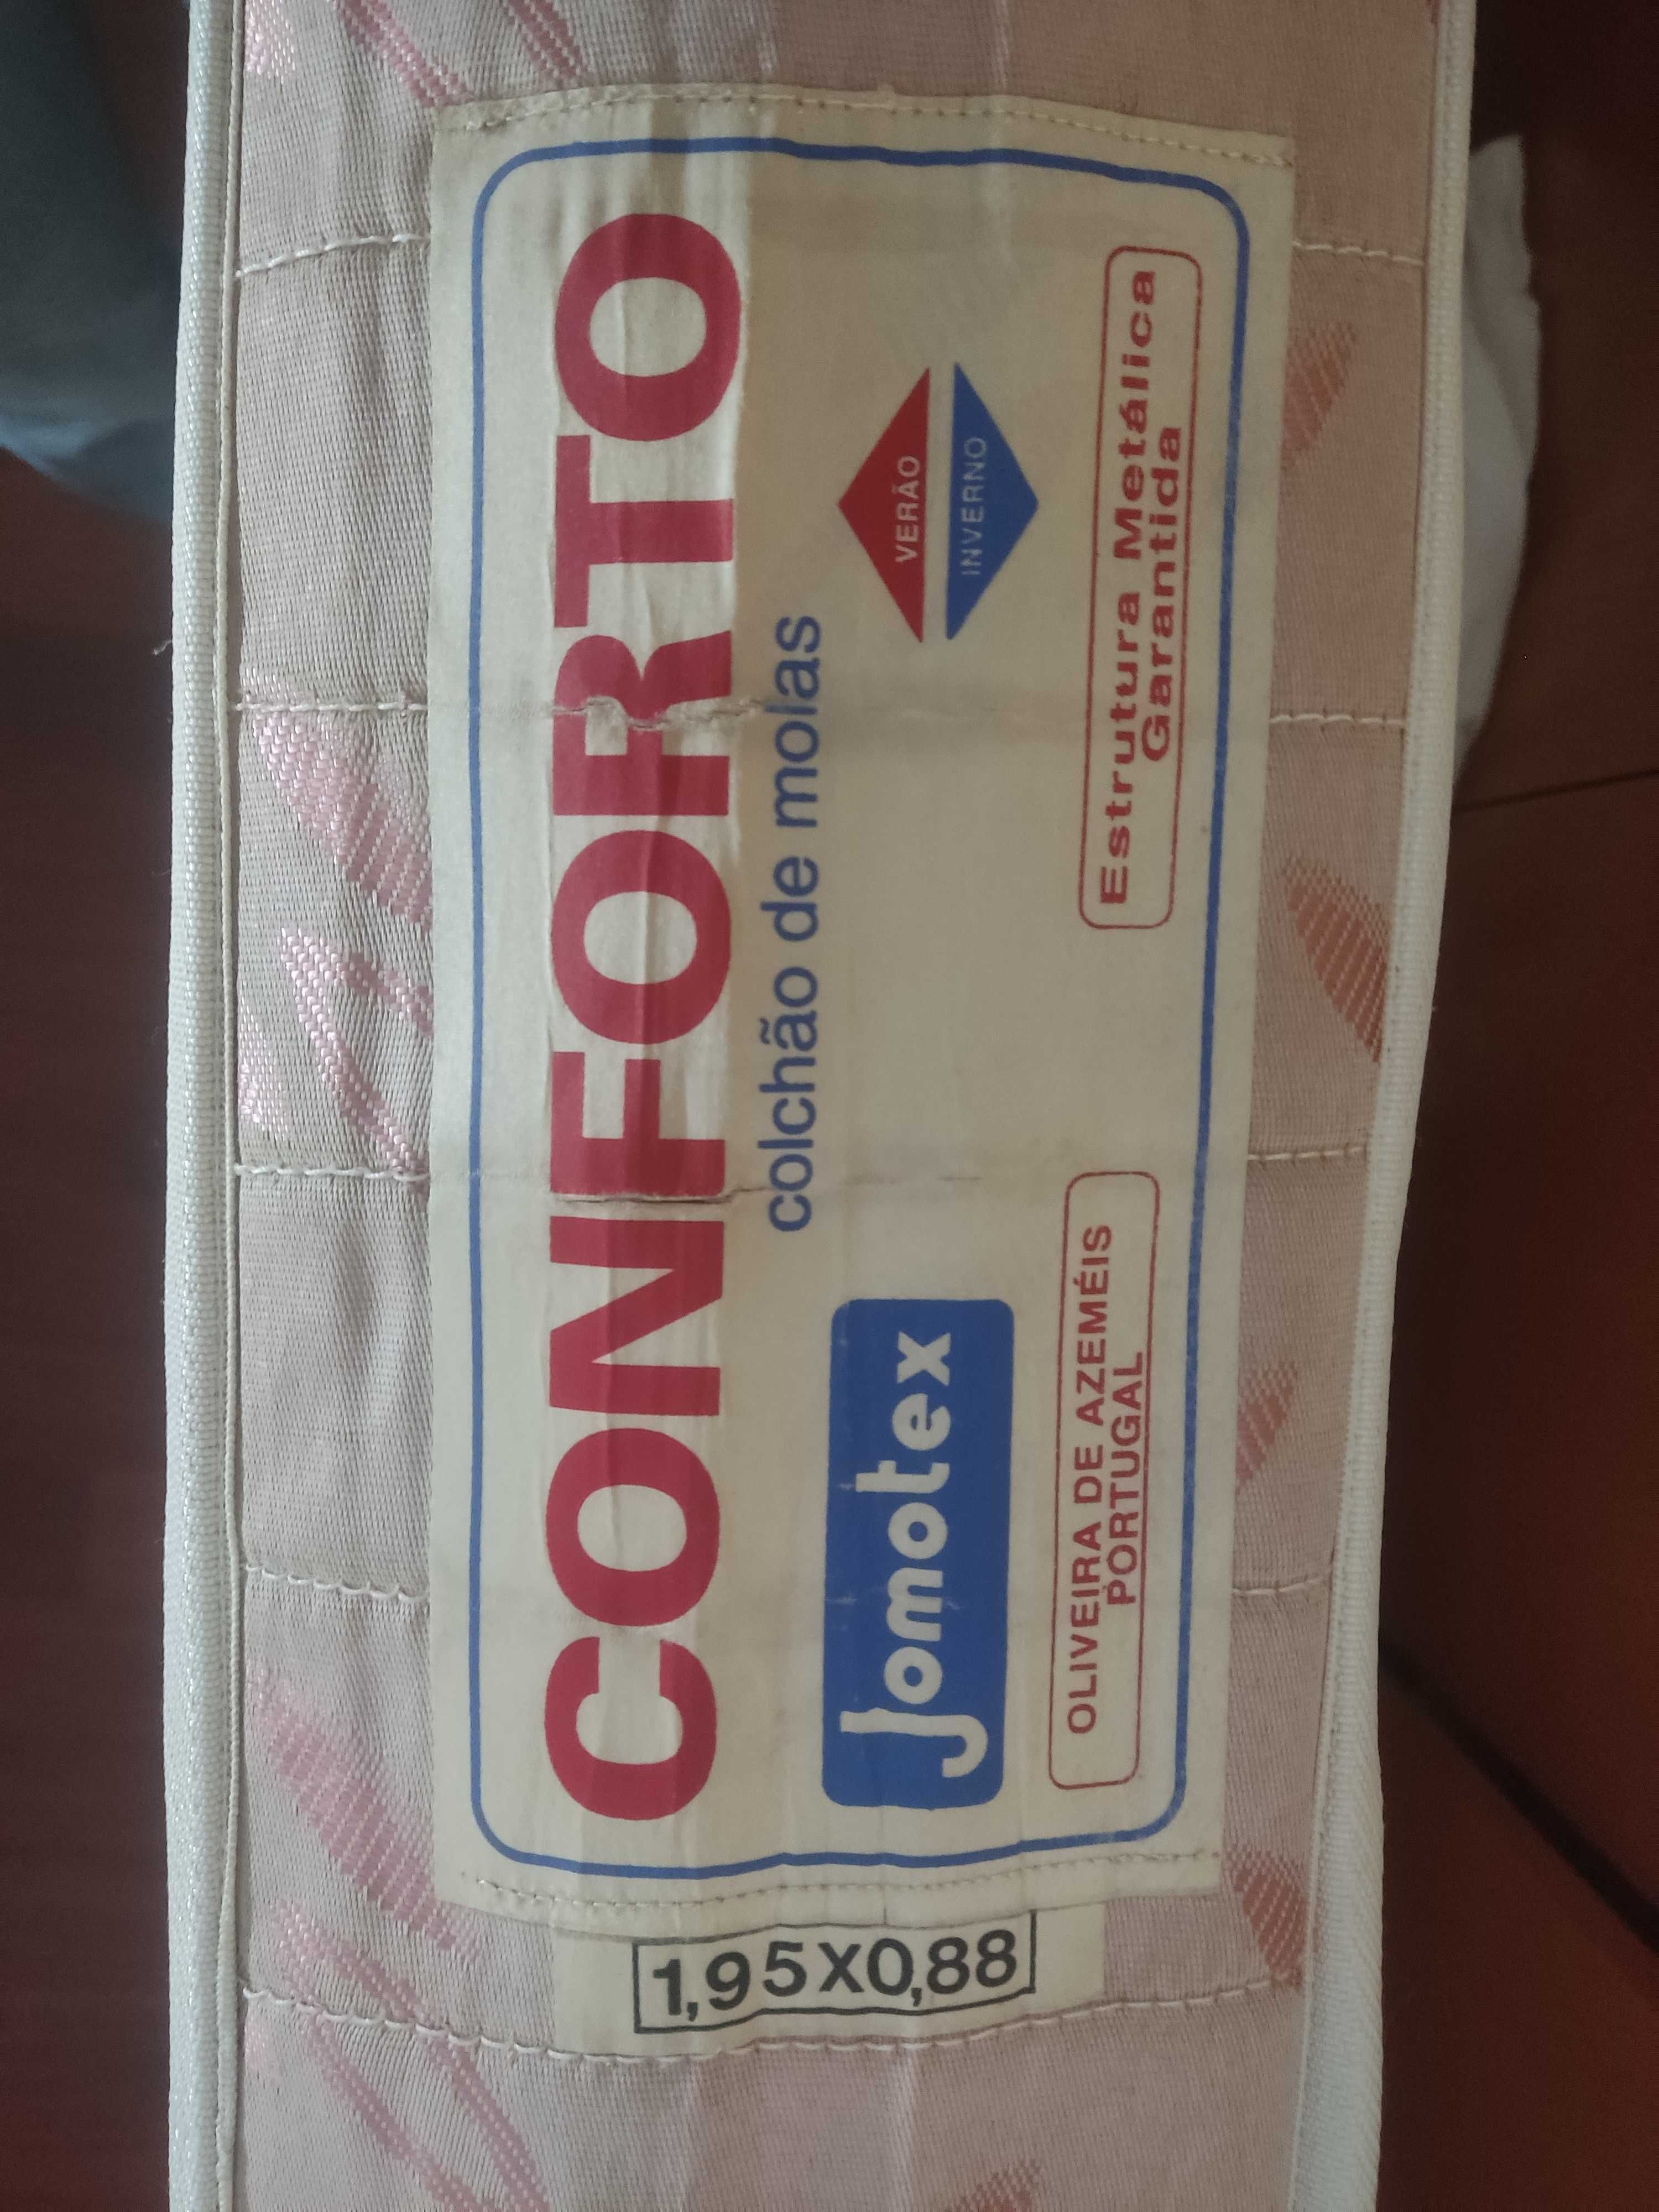 CONFORTO
colchão de molas
Jomotex
VERÃO
INVERNO
OLIVEIRA DE AZEMÉIS
PORTUGAL
Estrutura Metálica
Garantida
1,95X0,88